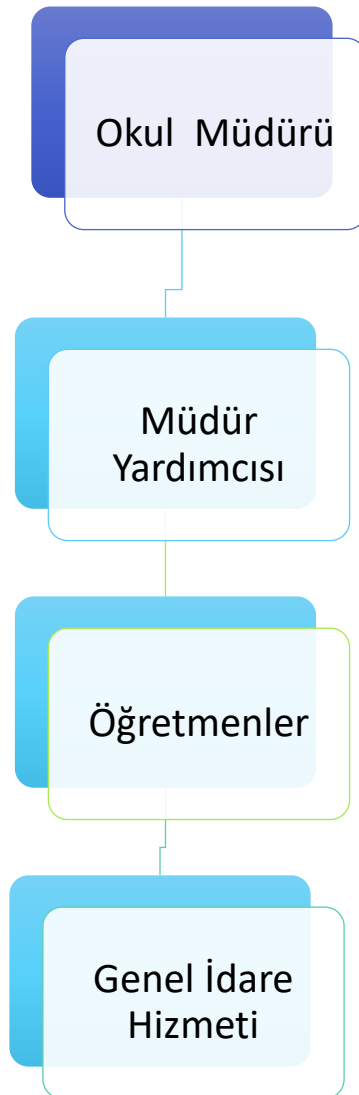 Okul Müdürü
Müdür
Yardımcısı
Öğretmenler
Genel İdare
Hizmeti